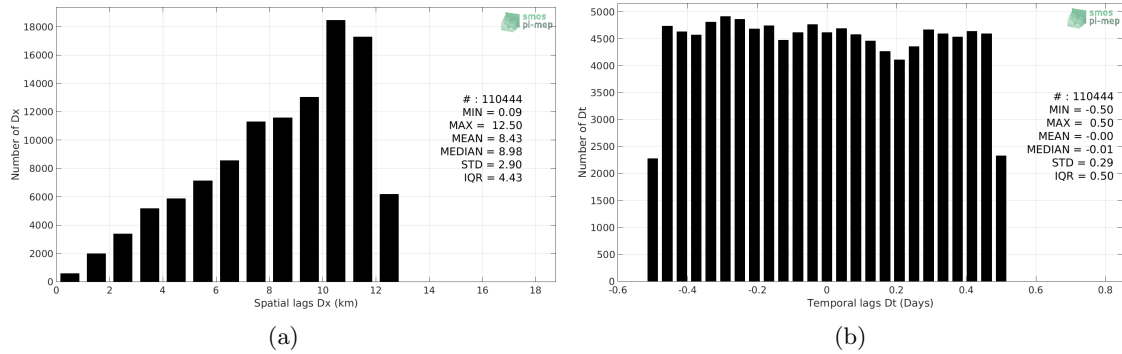 18000
16000
14000
12000
10000
8000
6000
4000
2000
0
Number of Dx
0 2 4 6 8 10 12 14 16 18
Spatial lags Dx (km)
smos
pi-mep
# : 110444
MIN = 0.09
MAX = 12.50
MEAN = 8.43
MEDIAN = 8.98
STD = 2.90
IQR = 4.43
(a)
5000
4500
4000
3500
3000
2500
2000
1500
1000
500
0
Number of Dt
-0.6 -0.4 -0.2 0 0.2 0.4 0.6 0.8
Temporal lags Dt (Days)
smos
pi-mep
# : 110444
MIN = -0.50
MAX = 0.50
MEAN = -0.00
MEDIAN = -0.01
STD = 0.29
IQR = 0.50
(b)